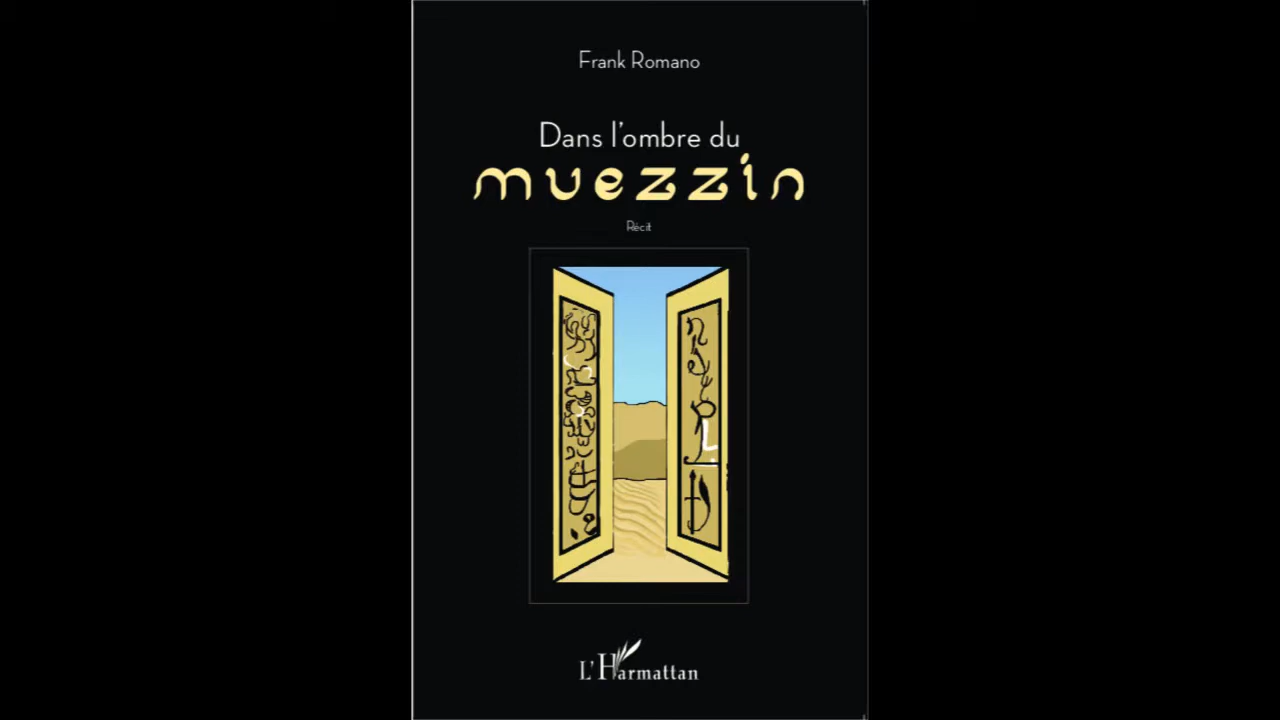 Frank Romano
Dans l'ombre du
muezzin
Récit
L'Harmattan